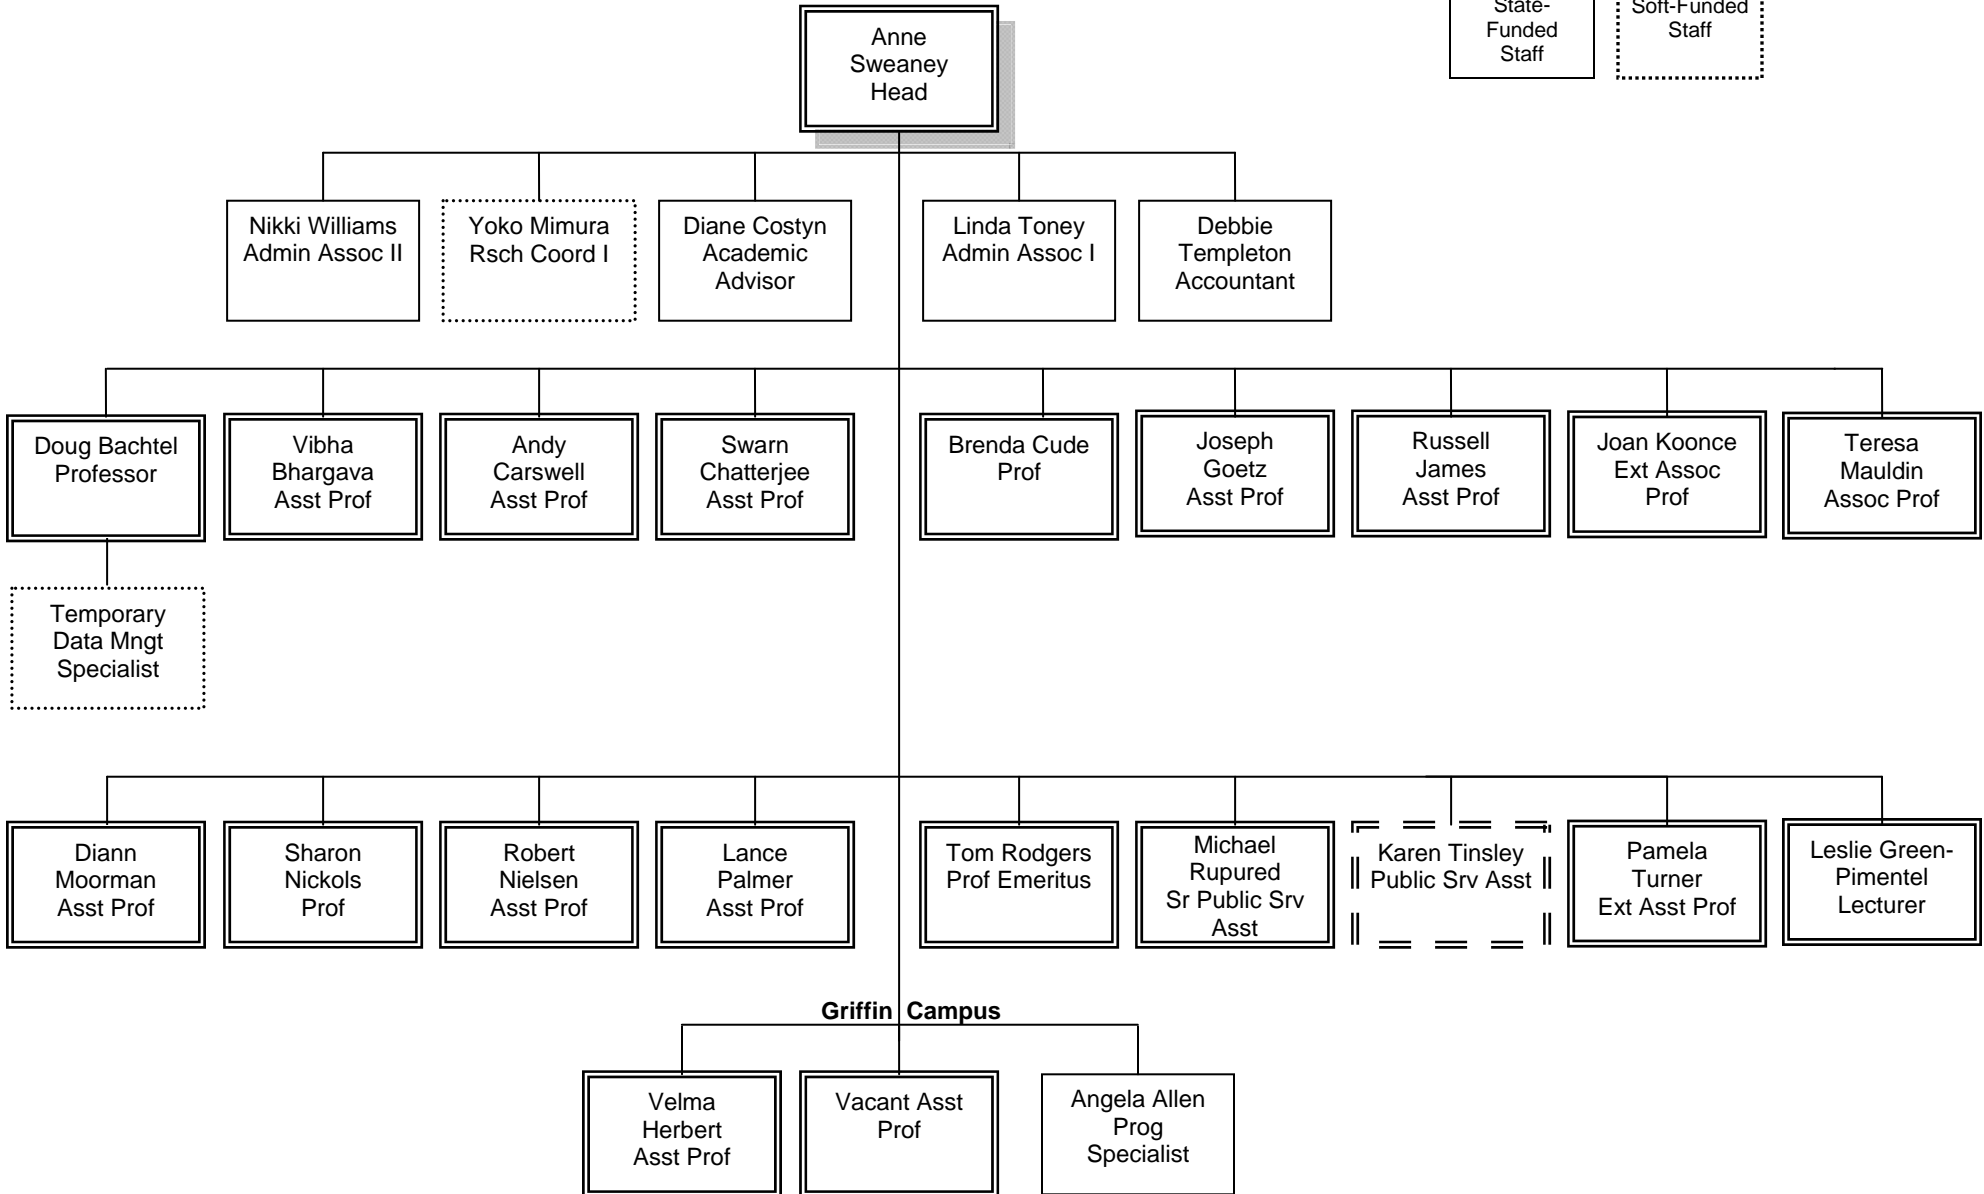 State-
Funded
Staff
Soft-Funded
Staff
Anne
Sweaney
Head
Nikki Williams
Admin Assoc II
Yoko Mimura
Rsch Coord I
Diane Costyn
Academic
Advisor
Linda Toney
Admin Assoc I
Debbie
Templeton
Accountant
Doug Bachtel
Professor
Vibha
Bhargava
Asst Prof
Andy
Carswell
Asst Prof
Swarn
Chatterjee
Asst Prof
Brenda Cude
Prof
Joseph
Goetz
Asst Prof
Russell
James
Asst Prof
Joan Koonce
Ext Assoc
Prof
Teresa
Mauldin
Assoc Prof
Temporary
Data Mngt
Specialist
Diann
Moorman
Asst Prof
Sharon
Nickols
Prof
Robert
Nielsen
Asst Prof
Lance
Palmer
Asst Prof
Tom Rodgers
Prof Emeritus
Michael
Rupured
Sr Public Srv
Asst
Karen Tinsley
Public Srv Asst
Pamela
Turner
Ext Asst Prof
Leslie Green-
Pimentel
Lecturer
Griffin Campus
Velma
Herbert
Asst Prof
Vacant Asst
Prof
Angela Allen
Prog
Specialist